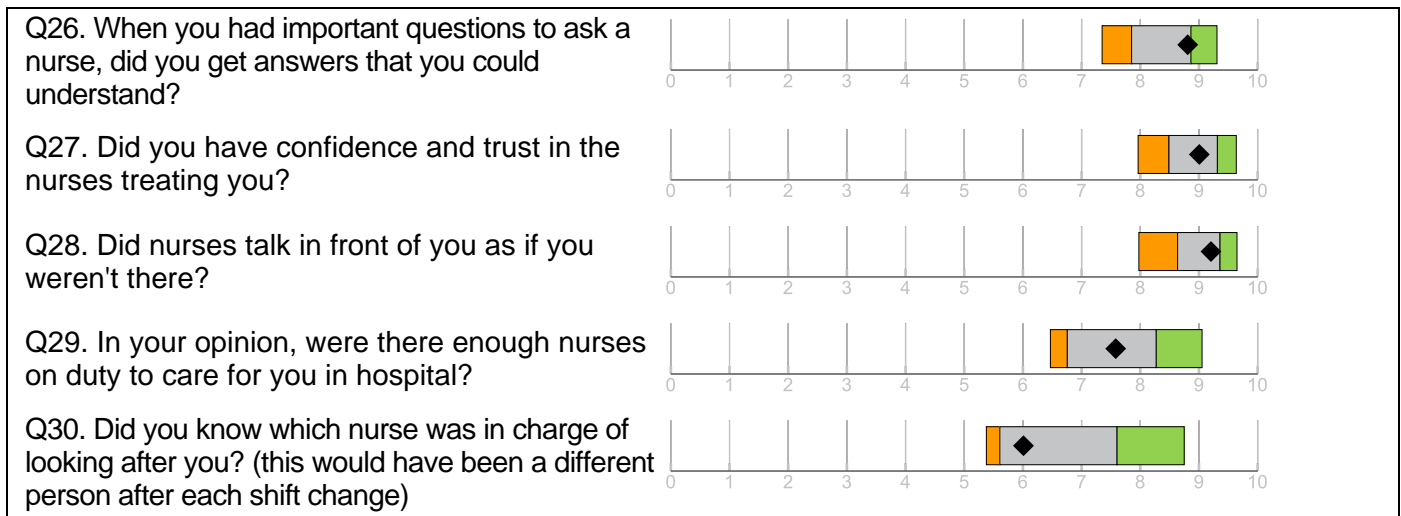 Q26. When you had important questions to ask a
nurse, did you get answers that you could
understand?
0 1 2 3 4 5 6 7 8 9 10
Q27. Did you have confidence and trust in the
nurses treating you?
0 1 2 3 4 5 6 7 8 9 10
Q28. Did nurses talk in front of you as if you
weren't there?
0 1 2 3 4 5 6 7 8 9 10
Q29. In your opinion, were there enough nurses
on duty to care for you in hospital?
0 1 2 3 4 5 6 7 8 9 10
Q30. Did you know which nurse was in charge of
looking after you? (this would have been a different
person after each shift change)
0 1 2 3 4 5 6 7 8 9 10